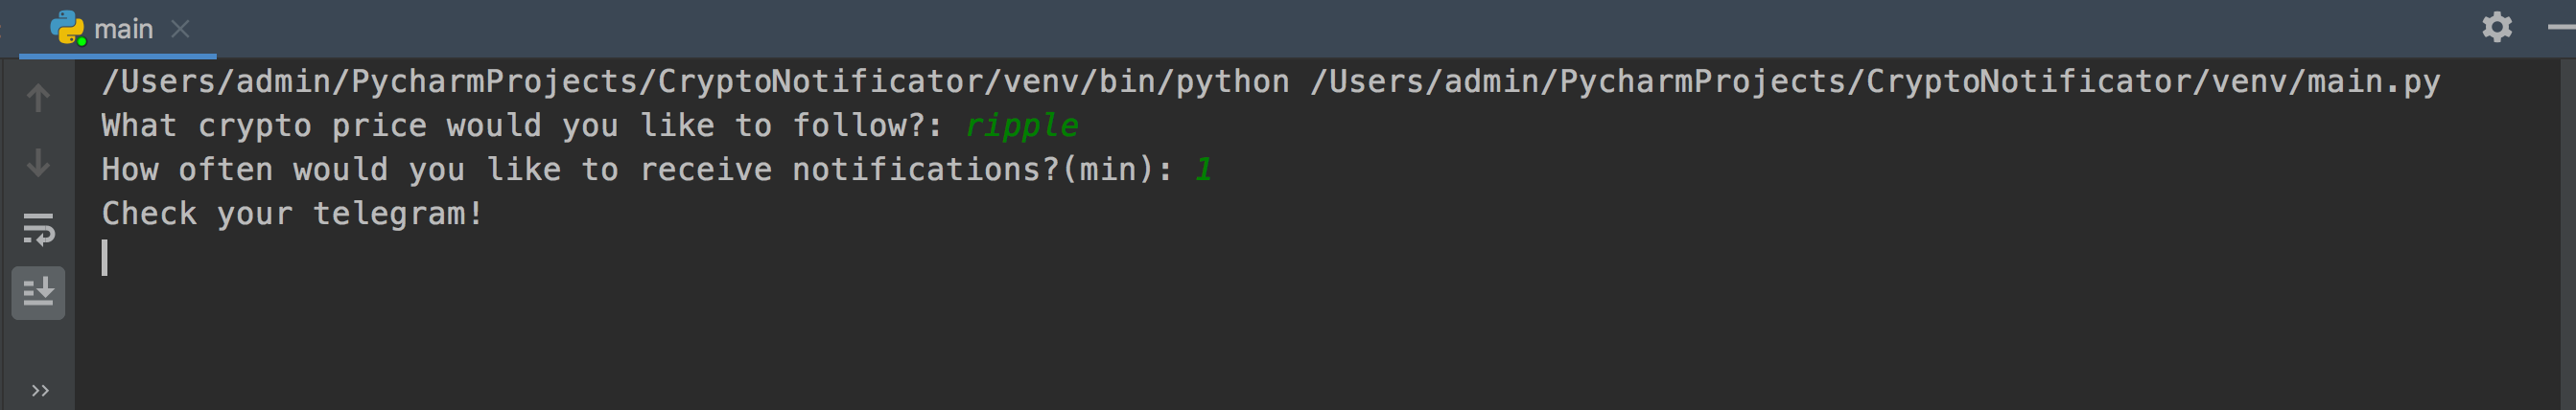 main
/Users/admin/PycharmProjects/CryptoNotificator/venv/bin/python /Users/admin/PycharmProjects/CryptoNotificator/venv/main.py
What crypto price would you like to follow?: ripple
How often would you like to receive notifications?(min): 1
Check your telegram!